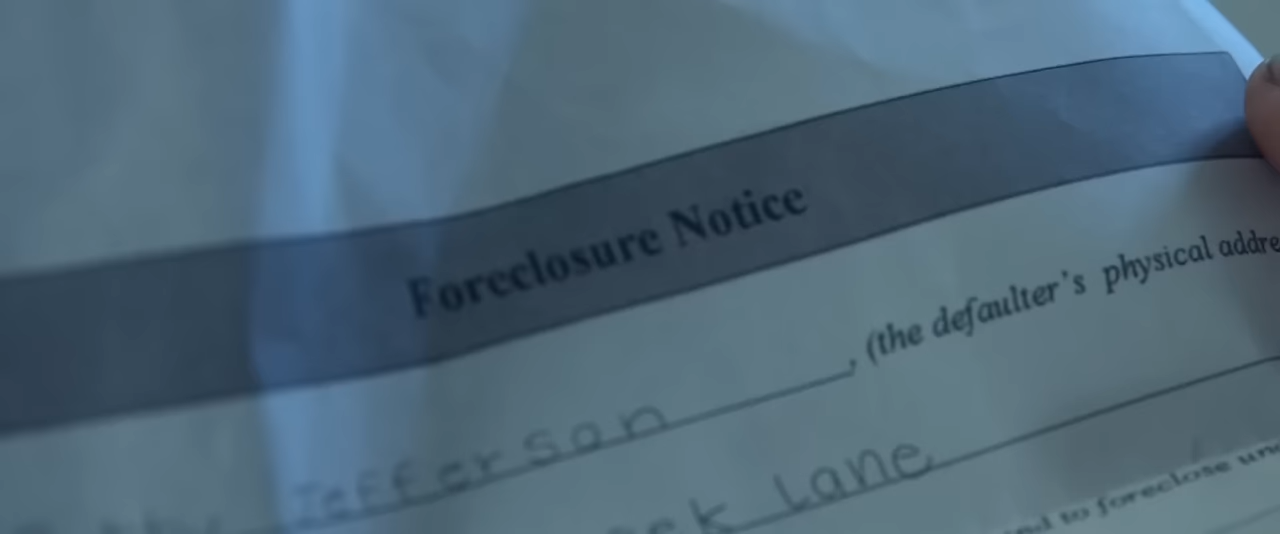 Foreclosure Notice
Jefferson, (the defaulter's physical
Lane
to foreclose